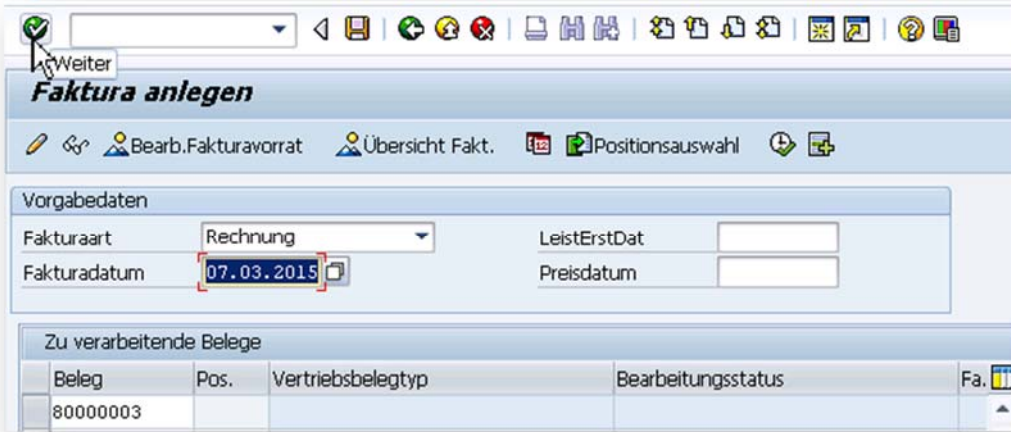 Weiter
Faktura anlegen
Bearb.Fakturavorrat Übersicht Fakt. 12 Positionsauswahl
Vorgabedaten
Fakturaart Rechnung LeistErstDat
Fakturadatum 07.03.2015 Preisdatum
Zu verarbeitende Belege
Beleg Pos. Vertriebsbelegtyp Bearbeitungsstatus Fa.
80000003